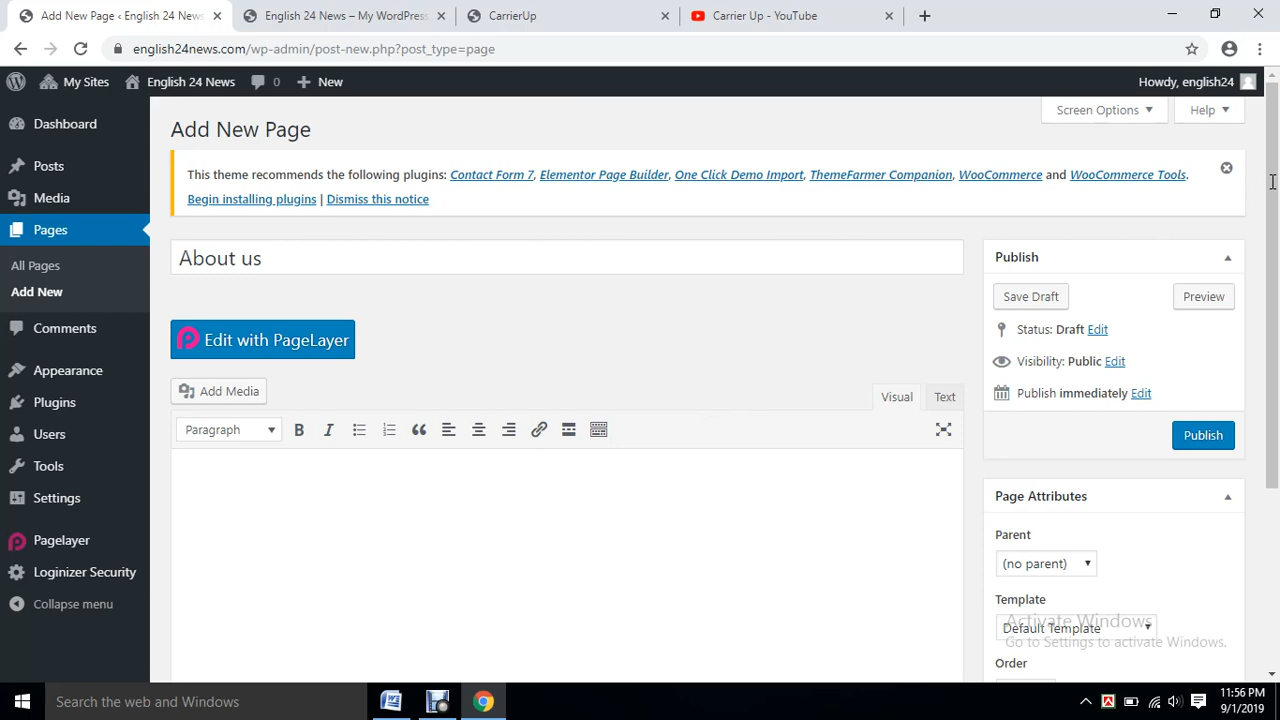 Add New Page ‹ English 24 News
English 24 News – My WordPress
CarrierUp
Carrier Up - YouTube
english24news.com/wp-admin/post-new.php?post_type=page
My Sites
English 24 News
0
New
Howdy, english24
Dashboard
Posts
Media
Pages
All Pages
Add New
Comments
Appearance
Plugins
Users
Tools
Settings
Pagelayer
Loginizer Security
Collapse menu
Screen Options
Help
Add New Page
This theme recommends the following plugins: Contact Form 7, Elementor Page Builder, One Click Demo Import, ThemeFarmer Companion, WooCommerce and WooCommerce Tools.
Begin installing plugins | Dismiss this notice
About us
Edit with PageLayer
Add Media
Visual
Text
Paragraph
Publish
Save Draft
Preview
Status: Draft Edit
Visibility: Public Edit
Publish immediately Edit
Publish
Page Attributes
Parent
(no parent)
Template
Default Template
Order
Activate Windows
Go to Settings to activate Windows.
Search the web and Windows
11:56 PM
9/1/2019